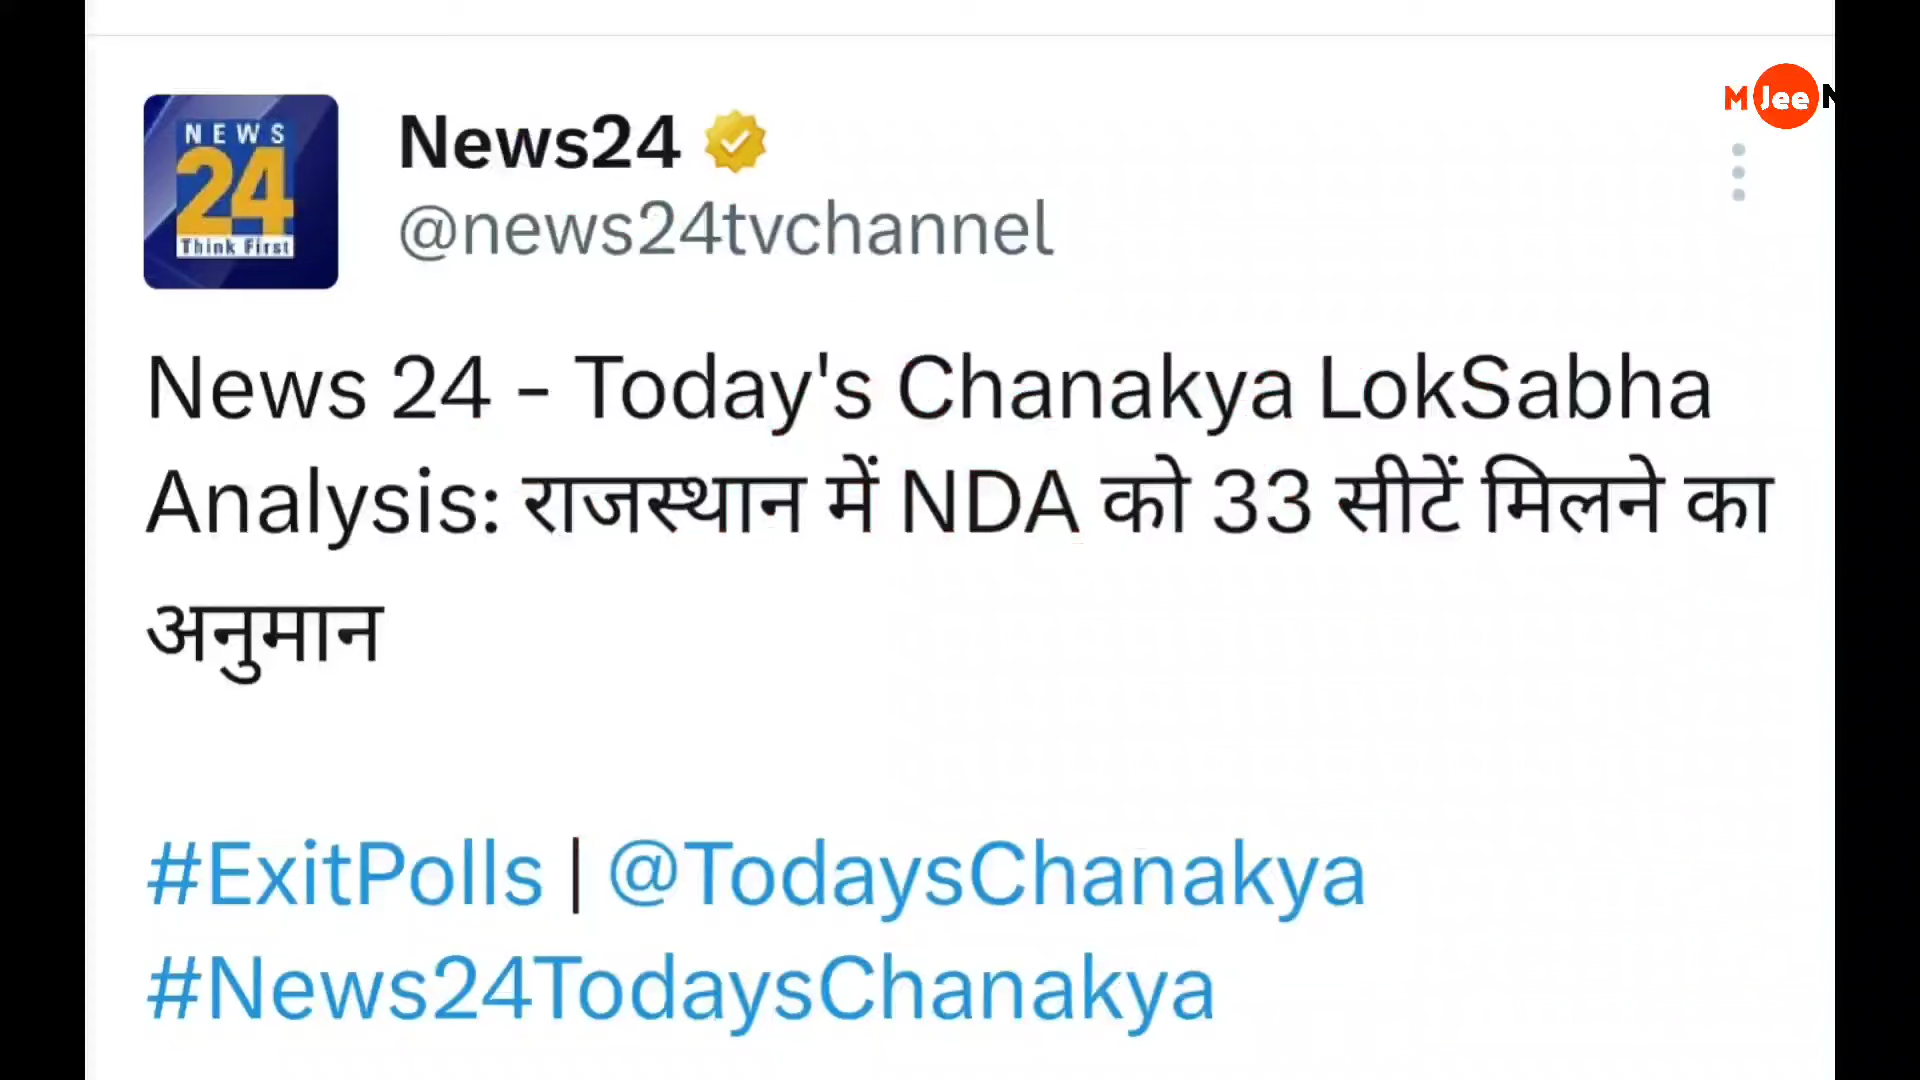 M Jee N
NEWS
24
Think First
News24
@news24tvchannel
News 24 - Today's Chanakya LokSabha
Analysis: राजस्थान में NDA को 33 सीटें मिलने का
अनुमान
#ExitPolls | @TodaysChanakya
#News24TodaysChanakya